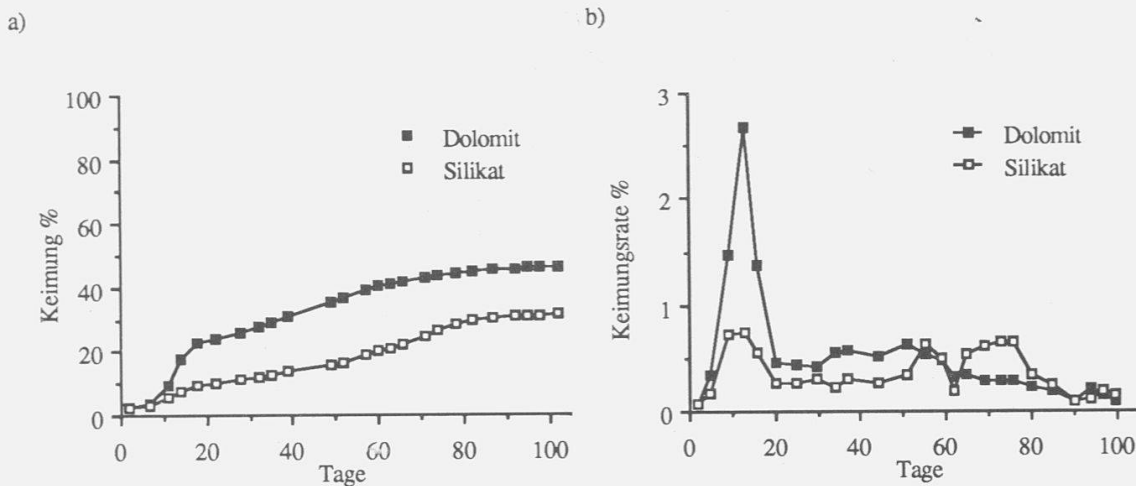 a)
100
80
60
40
20
0
Keimung %
Dolomit
Silikat
0 20 40 60 80 100
Tage
b)
3
2
1
0
Keimungsrate %
Dolomit
Silikat
0 20 40 60 80 100
Tage